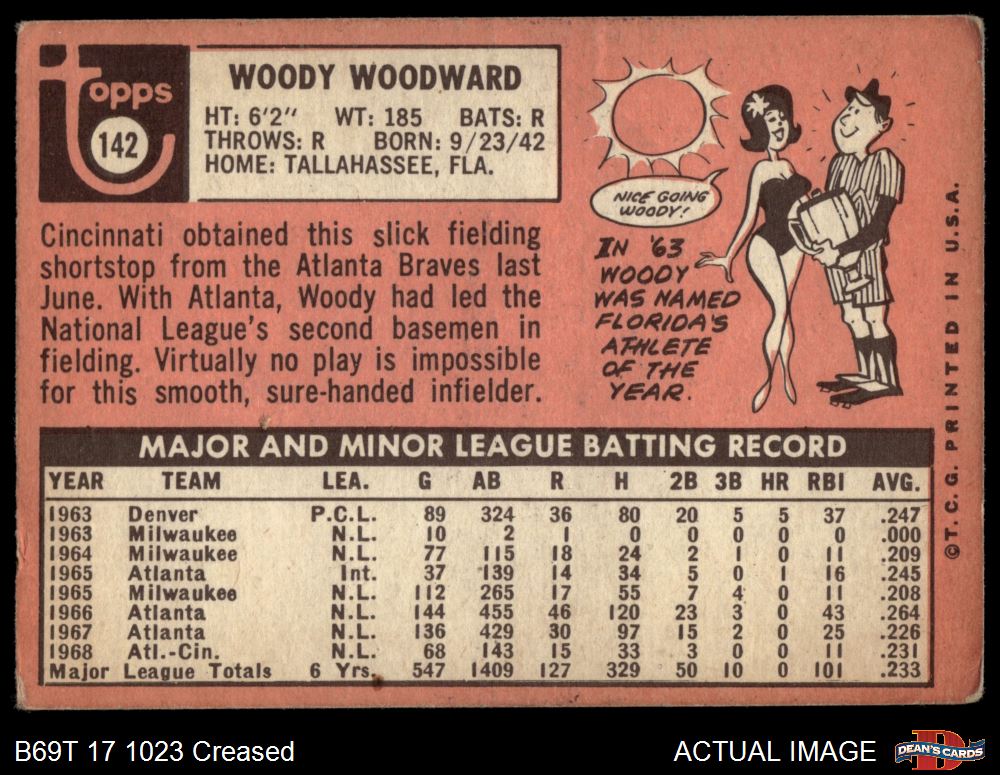 Topps
142
WOODY WOODWARD
HT: 6'2" WT: 185 BATS: R
THROWS: R BORN: 9/23/42
HOME: TALLAHASSEE, FLA.
Cincinnati obtained this slick fielding
shortstop from the Atlanta Braves last
June. With Atlanta, Woody had led the
National League's second basemen in
fielding. Virtually no play is impossible
for this smooth, sure-handed infielder.
NICE GOING
WOODY!
IN '63
WOODY
WAS NAMED
FLORIDA'S
ATHLETE
OF THE
YEAR.
©T.C.G. PRINTED IN U.S.A.
MAJOR AND MINOR LEAGUE BATTING RECORD
YEAR TEAM LEA. G AB R H 2B 3B HR RBI AVG.
1963 Denver P.C.L. 89 324 36 80 20 5 5 37 .247
1963 Milwaukee N.L. 10 2 1 0 0 0 0 0 .000
1964 Milwaukee N.L. 77 115 18 24 2 1 0 11 .209
1965 Atlanta Int. 37 139 14 34 5 0 1 16 .245
1965 Milwaukee N.L. 112 265 17 55 7 4 0 11 .208
1966 Atlanta N.L. 144 455 46 120 23 3 0 43 .264
1967 Atlanta N.L. 136 429 30 97 15 2 0 25 .226
1968 Atl.-Cin. N.L. 68 143 15 33 3 0 0 11 .231
Major League Totals 6 Yrs. 547 1409 127 329 50 10 0 101 .233
B69T 17 1023 Creased
ACTUAL IMAGE
D
DEAN'S CARDS